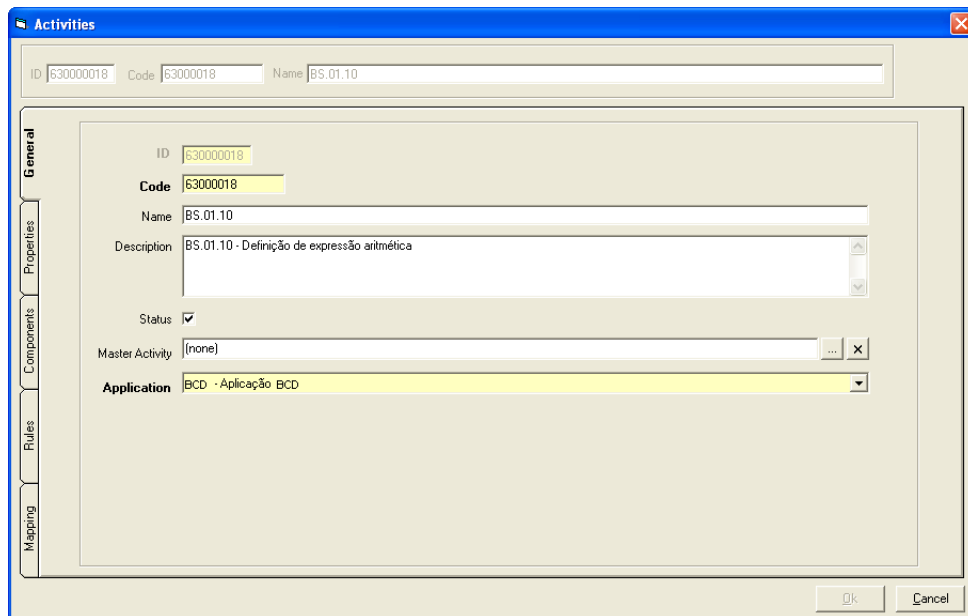 Activities
ID 630000018 Code 63000018 Name BS.01.10
General
ID 630000018
Code 63000018
Name BS.01.10
Properties
Description BS.01.10 - Definição de expressão aritmética
Components
Status
Master Activity (none) ...
Application BCD - Aplicação BCD
Rules
Mapping
Ok Cancel